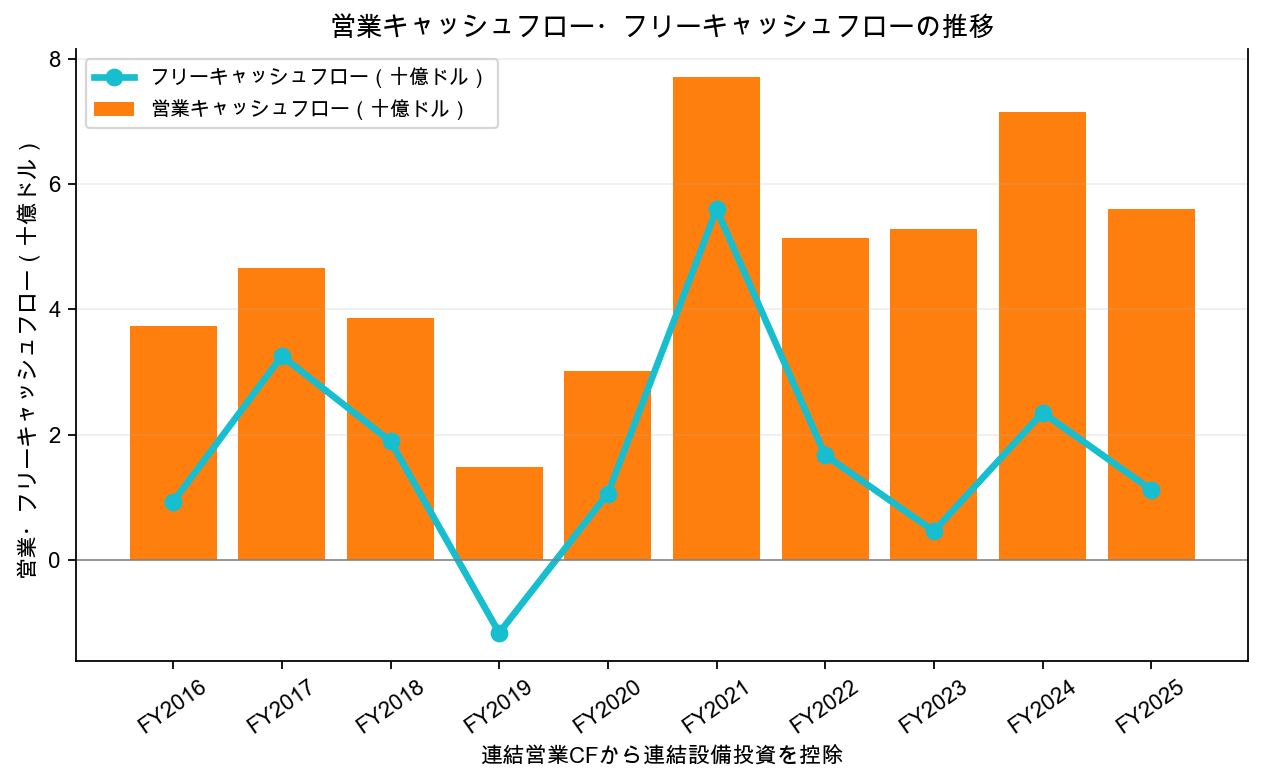 営業キャッシュフロー・フリーキャッシュフローの推移
フリーキャッシュフロー（十億ドル）
営業キャッシュフロー（十億ドル）
営業・フリーキャッシュフロー（十億ドル）
8
6
4
2
0
FY2016
FY2017
FY2018
FY2019
FY2020
FY2021
FY2022
FY2023
FY2024
FY2025
連結営業CFから連結設備投資を控除